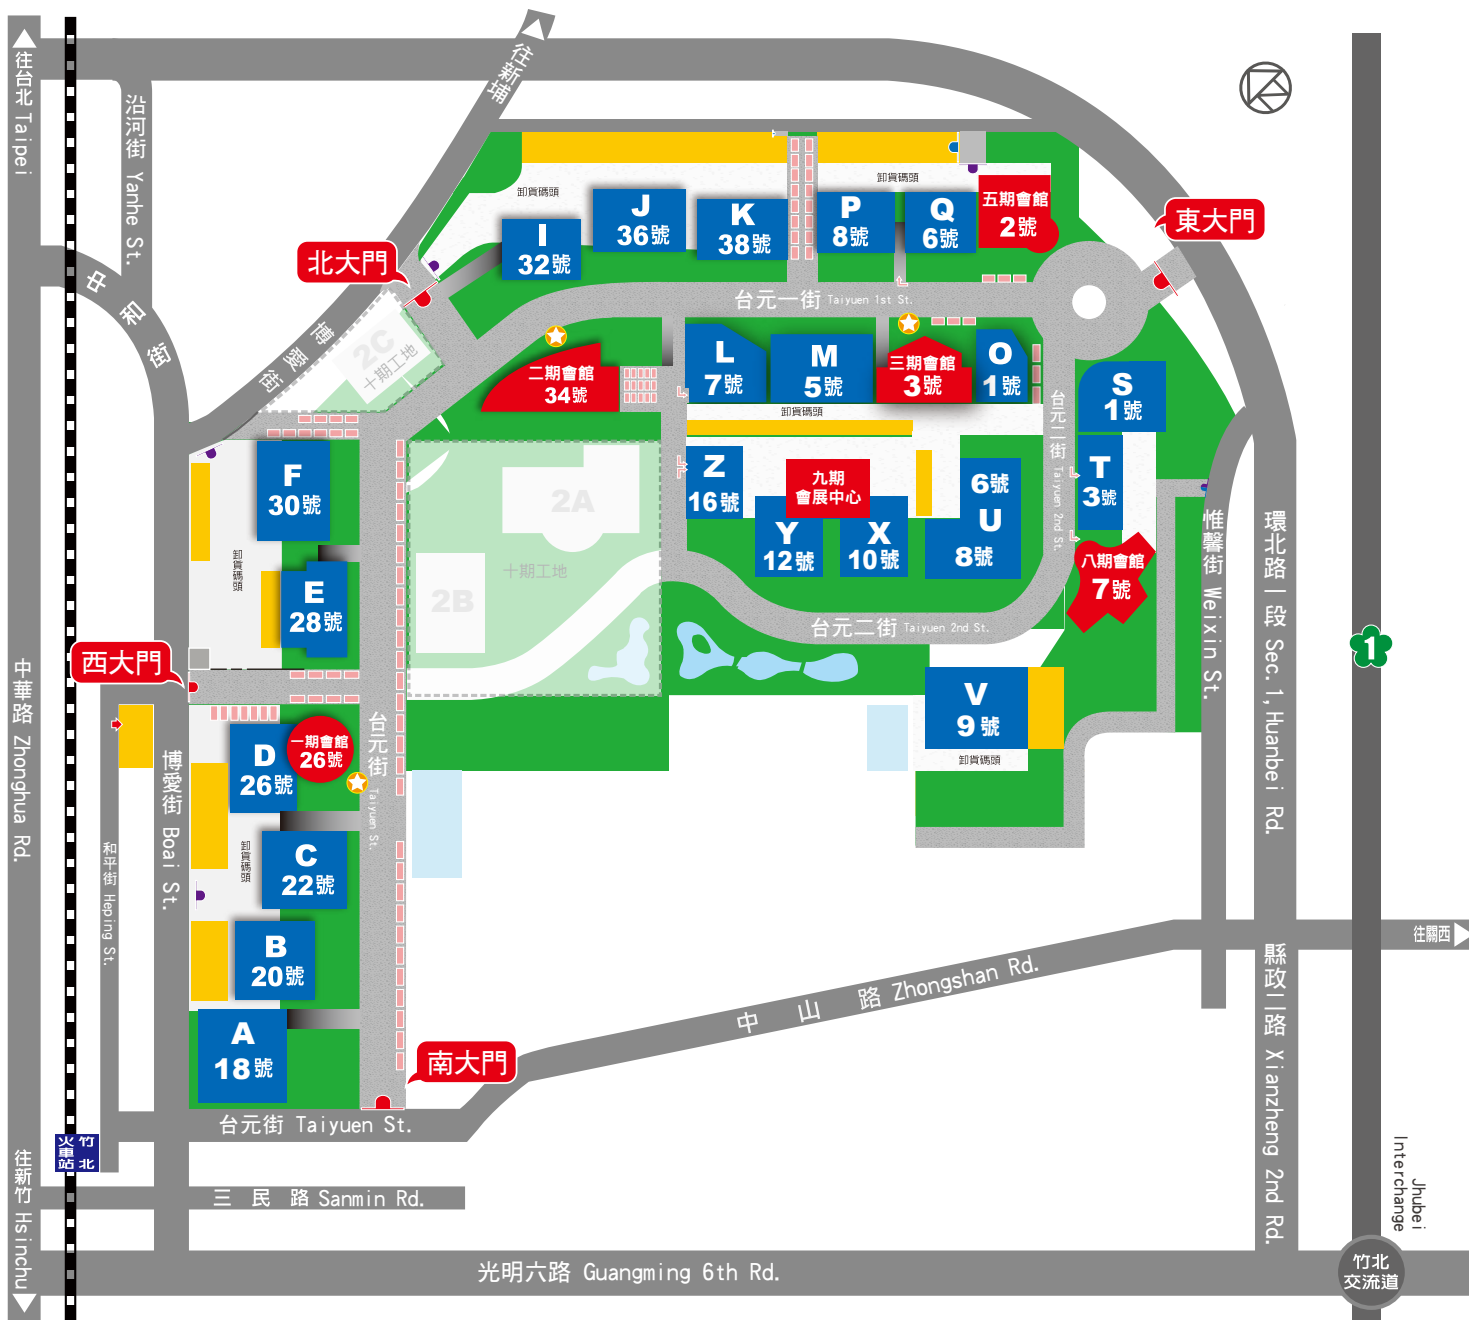 往台北 Taipei
沿河街 Yanhe St.
往新埔
中和街
博愛街
北大門
東大門
西大門
南大門
卸貨碼頭
卸貨碼頭
I
32號
J
36號
K
38號
P
8號
Q
6號
五期會館
2號
台元一街 Taiyuen 1st St.
2C
十期工地
二期會館
34號
L
7號
M
5號
三期會館
3號
O
1號
卸貨碼頭
S
1號
台元二街 Taiyuen 2nd St.
T
3號
八期會館
7號
F
30號
卸貨碼頭
E
28號
2A
十期工地
2B
Z
16號
九期
會展中心
Y
12號
X
10號
6號
U
8號
台元二街 Taiyuen 2nd St.
V
9號
卸貨碼頭
惟馨街 Weixin St.
環北路一段 Sec. 1, Huanbei Rd.
1
中華路 Zhonghua Rd.
博愛街 Boai St.
和平街 Heping St.
D
26號
一期會館
26號
台元街 Taiyuen St.
C
22號
卸貨碼頭
B
20號
A
18號
中山路 Zhongshan Rd.
往關西
縣政二路 Xianzheng 2nd Rd.
台元街 Taiyuen St.
竹北
火車站
三民路 Sanmin Rd.
往新竹 Hsinchu
光明六路 Guangming 6th Rd.
Jhubei
Interchange
竹北
交流道